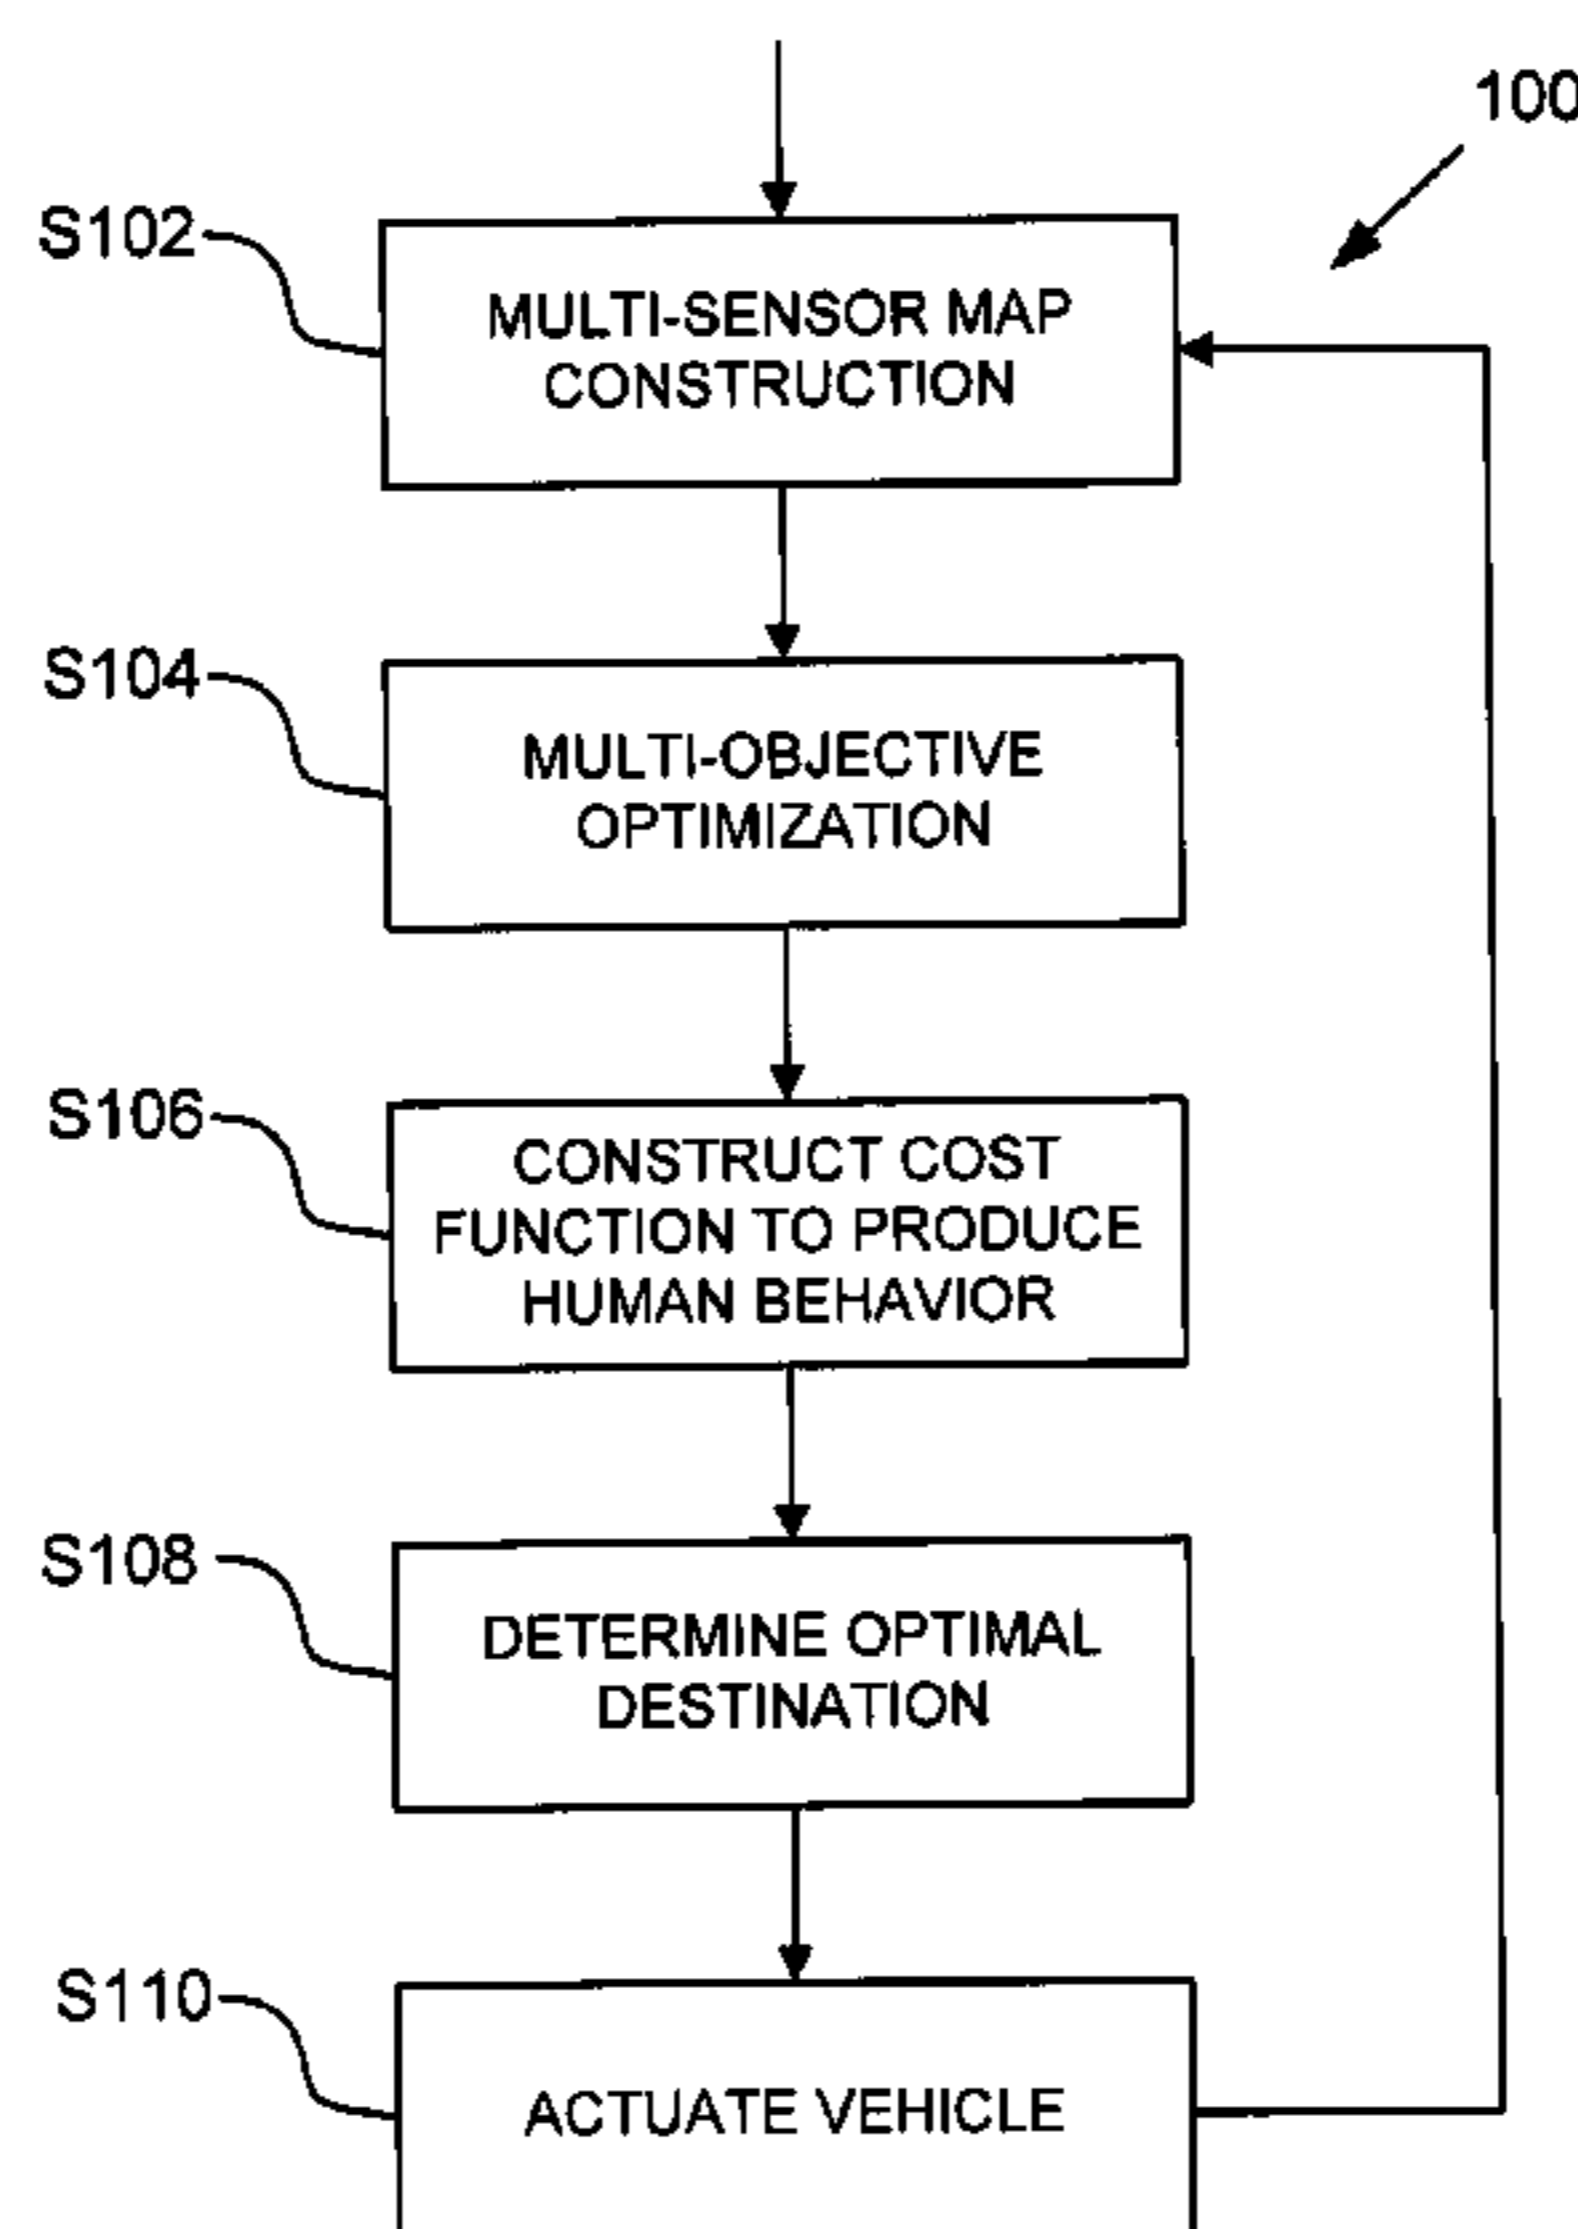 100
S102
MULTI-SENSOR MAP
CONSTRUCTION
S104
MULTI-OBJECTIVE
OPTIMIZATION
S106
CONSTRUCT COST
FUNCTION TO PRODUCE
HUMAN BEHAVIOR
S108
DETERMINE OPTIMAL
DESTINATION
S110
ACTUATE VEHICLE